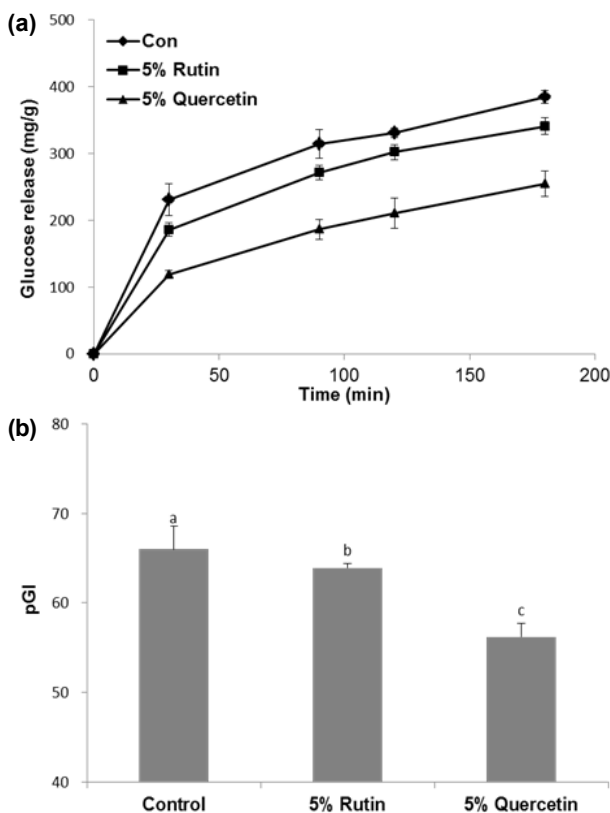 (a)
500
400
300
200
100
0
Glucose release (mg/g)
Con
5% Rutin
5% Quercetin
0 50 100 150 200
Time (min)
(b)
80
70
60
50
40
pGI
a
b
c
Control 5% Rutin 5% Quercetin